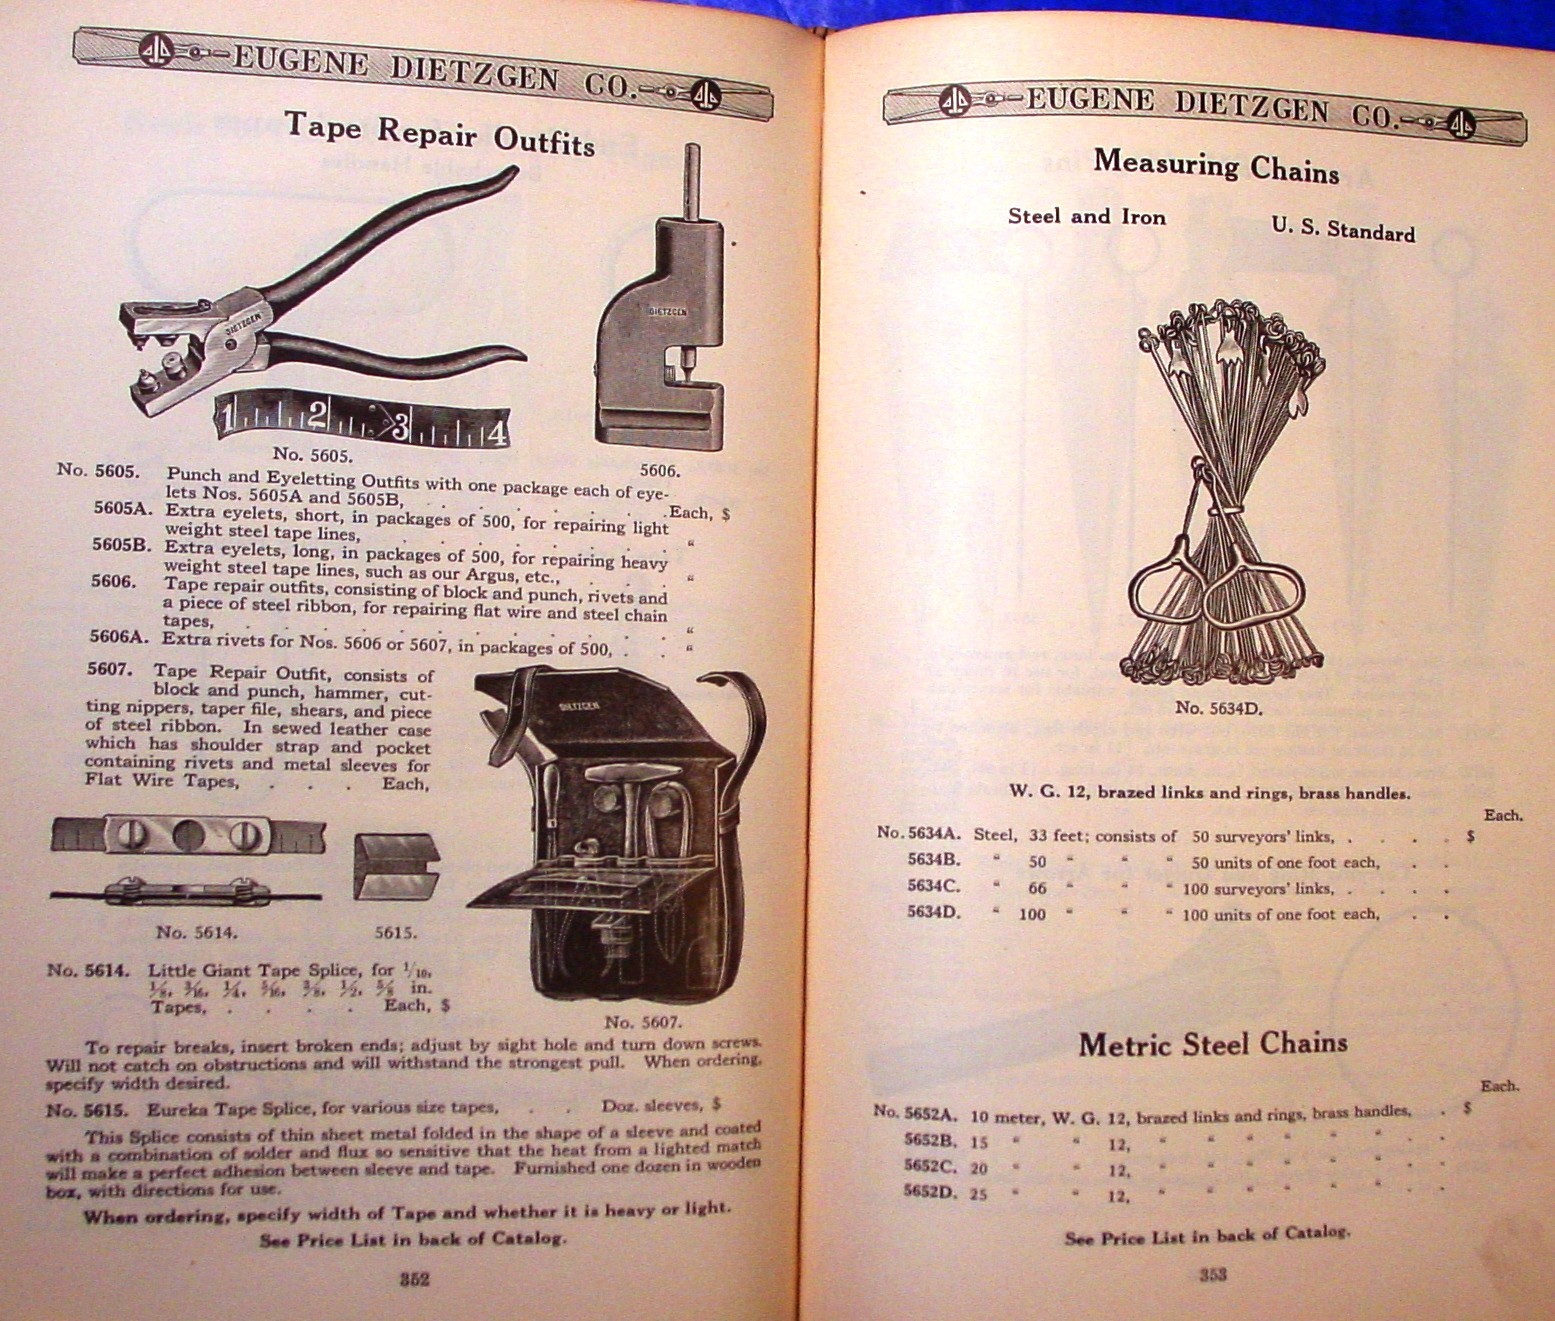 EUGENE DIETZGEN CO.
Tape Repair Outfits
DIETZGEN
DIETZGEN
1 2 3 4
No. 5605.
5606.
No. 5605. Punch and Eyeletting Outfits with one package each of eye-
lets Nos. 5605A and 5605B, . . . . . . Each, $
5605A. Extra eyelets, short, in packages of 500, for repairing light
weight steel tape lines, . . . . . . “
5605B. Extra eyelets, long, in packages of 500, for repairing heavy
weight steel tape lines, such as our Argus, etc., . . “
5606. Tape repair outfits, consisting of block and punch, rivets and
a piece of steel ribbon, for repairing flat wire and steel chain
tapes, . . . . . . . . “
5606A. Extra rivets for Nos. 5606 or 5607, in packages of 500, . . “
5607. Tape Repair Outfit, consists of
block and punch, hammer, cut-
ting nippers, taper file, shears, and piece
of steel ribbon. In sewed leather case
which has shoulder strap and pocket
containing rivets and metal sleeves for
Flat Wire Tapes, . . . Each,
DIETZGEN
No. 5614.
5615.
No. 5614. Little Giant Tape Splice, for 1/10,
1/8, 3/16, 1/4, 5/16, 3/8, 1/2, 5/8 in.
Tapes, . . . . Each, $
No. 5607.
To repair breaks, insert broken ends; adjust by sight hole and turn down screws.
Will not catch on obstructions and will withstand the strongest pull. When ordering,
specify width desired.
No. 5615. Eureka Tape Splice, for various size tapes, . . Doz. sleeves, $
This Splice consists of thin sheet metal folded in the shape of a sleeve and coated
with a combination of solder and flux so sensitive that the heat from a lighted match
will make a perfect adhesion between sleeve and tape. Furnished one dozen in wooden
box, with directions for use.
When ordering, specify width of Tape and whether it is heavy or light.
See Price List in back of Catalog.
352
EUGENE DIETZGEN CO.
Measuring Chains
Steel and Iron U. S. Standard
No. 5634D.
W. G. 12, brazed links and rings, brass handles.
Each.
No. 5634A. Steel, 33 feet; consists of 50 surveyors' links, . . . . $
5634B. “ 50 “ “ “ 50 units of one foot each, . .
5634C. “ 66 “ “ “ 100 surveyors' links, . . . .
5634D. “ 100 “ “ “ 100 units of one foot each, . .
Metric Steel Chains
Each.
No. 5652A. 10 meter, W. G. 12, brazed links and rings, brass handles, . $
5652B. 15 “ “ 12, “ “ “ “ “ . .
5652C. 20 “ “ 12, “ “ “ “ “ . .
5652D. 25 “ “ 12, “ “ “ “ “ . .
See Price List in back of Catalog.
353